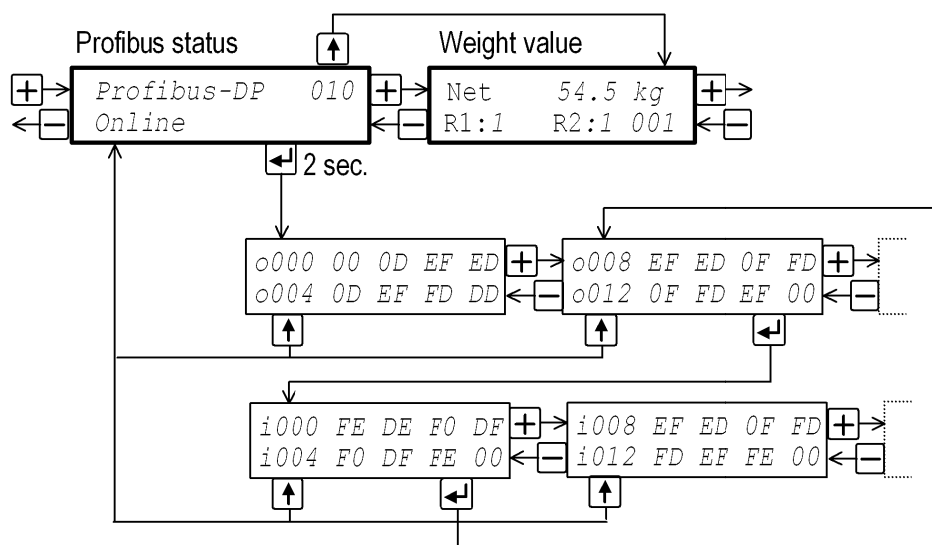 Profibus status
Weight value
Profibus-DP 010
Online
Net 54.5 kg
R1:1 R2:1 001
2 sec.
o000 00 0D EF ED
o004 0D EF FD DD
o008 EF ED 0F FD
o012 0F FD EF 00
i000 FE DE F0 DF
i004 F0 DF FE 00
i008 EF ED 0F FD
i012 FD EF FE 00